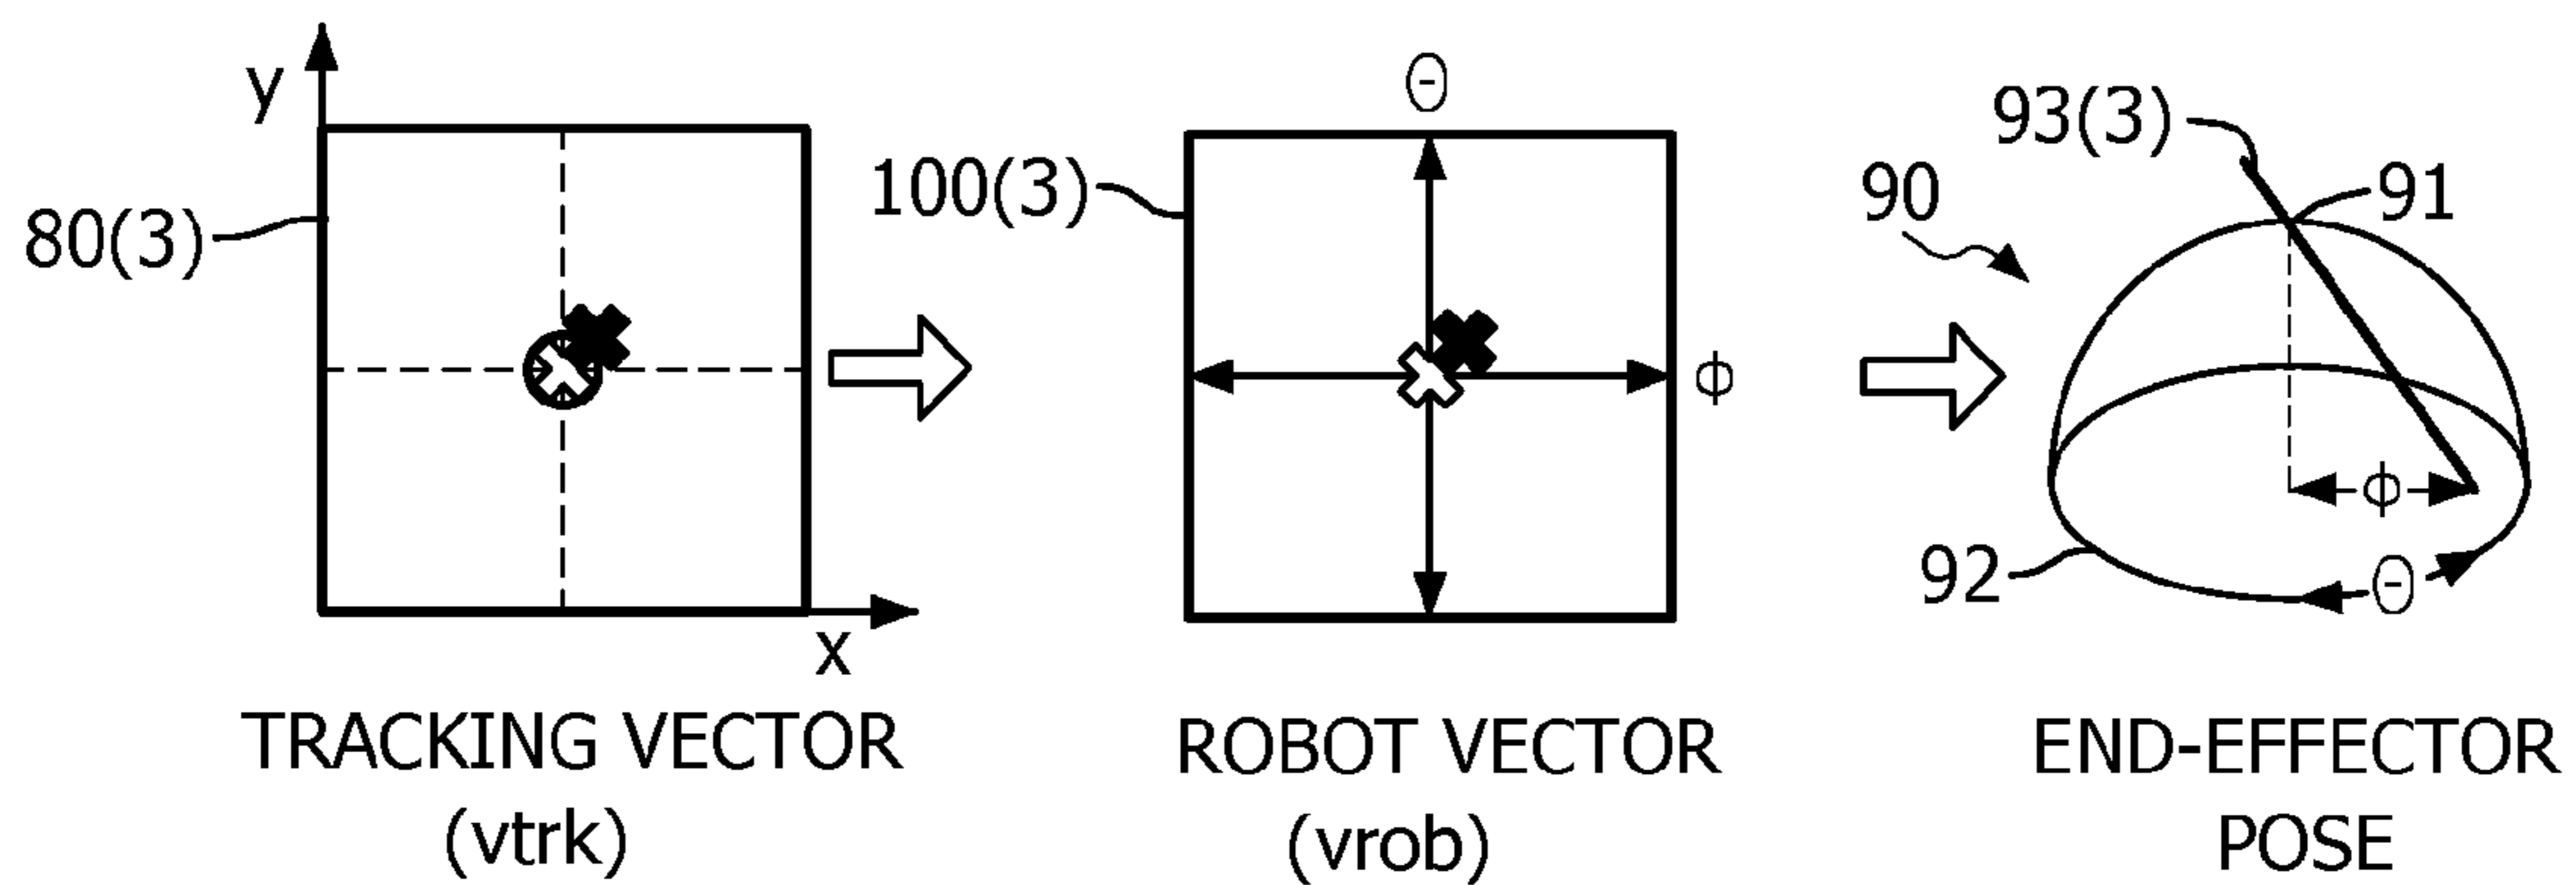 y
80(3)
x
TRACKING VECTOR
(vtrk)
100(3)
Θ
ϕ
ROBOT VECTOR
(vrob)
93(3)
90
91
92
ϕ
Θ
END-EFFECTOR
POSE